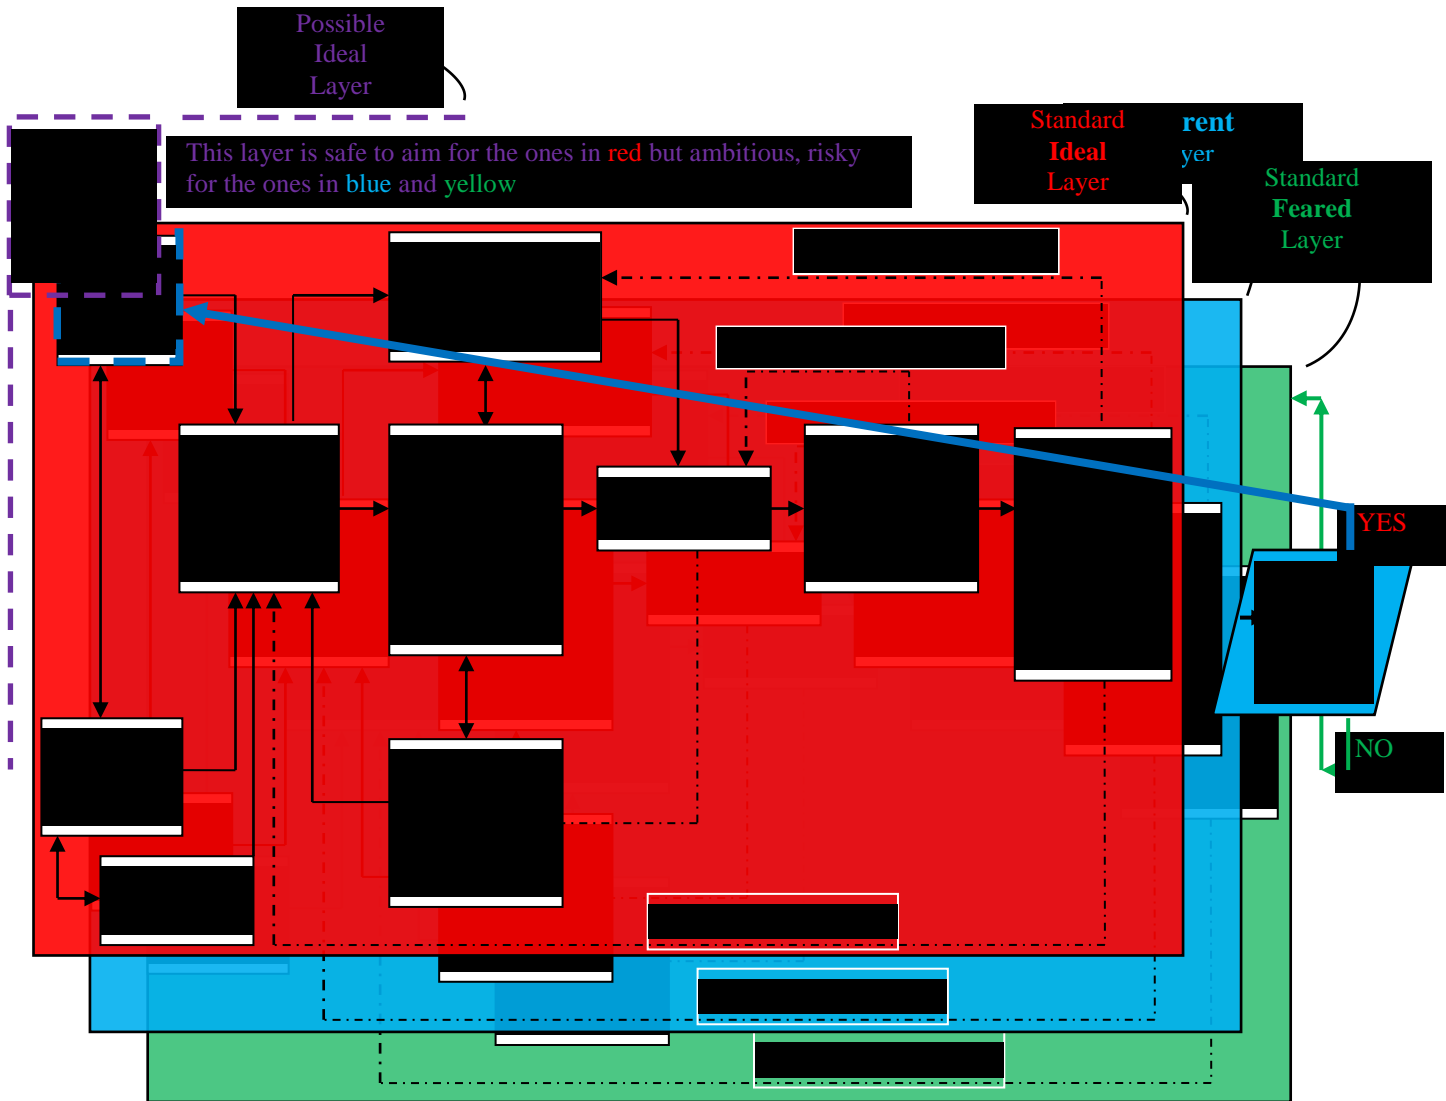 Possible
Ideal
Layer
This layer is safe to aim for the ones in red but ambitious, risky
for the ones in blue and yellow
Standard
Ideal
Layer
rent
yer
Standard
Feared
Layer
YES
NO